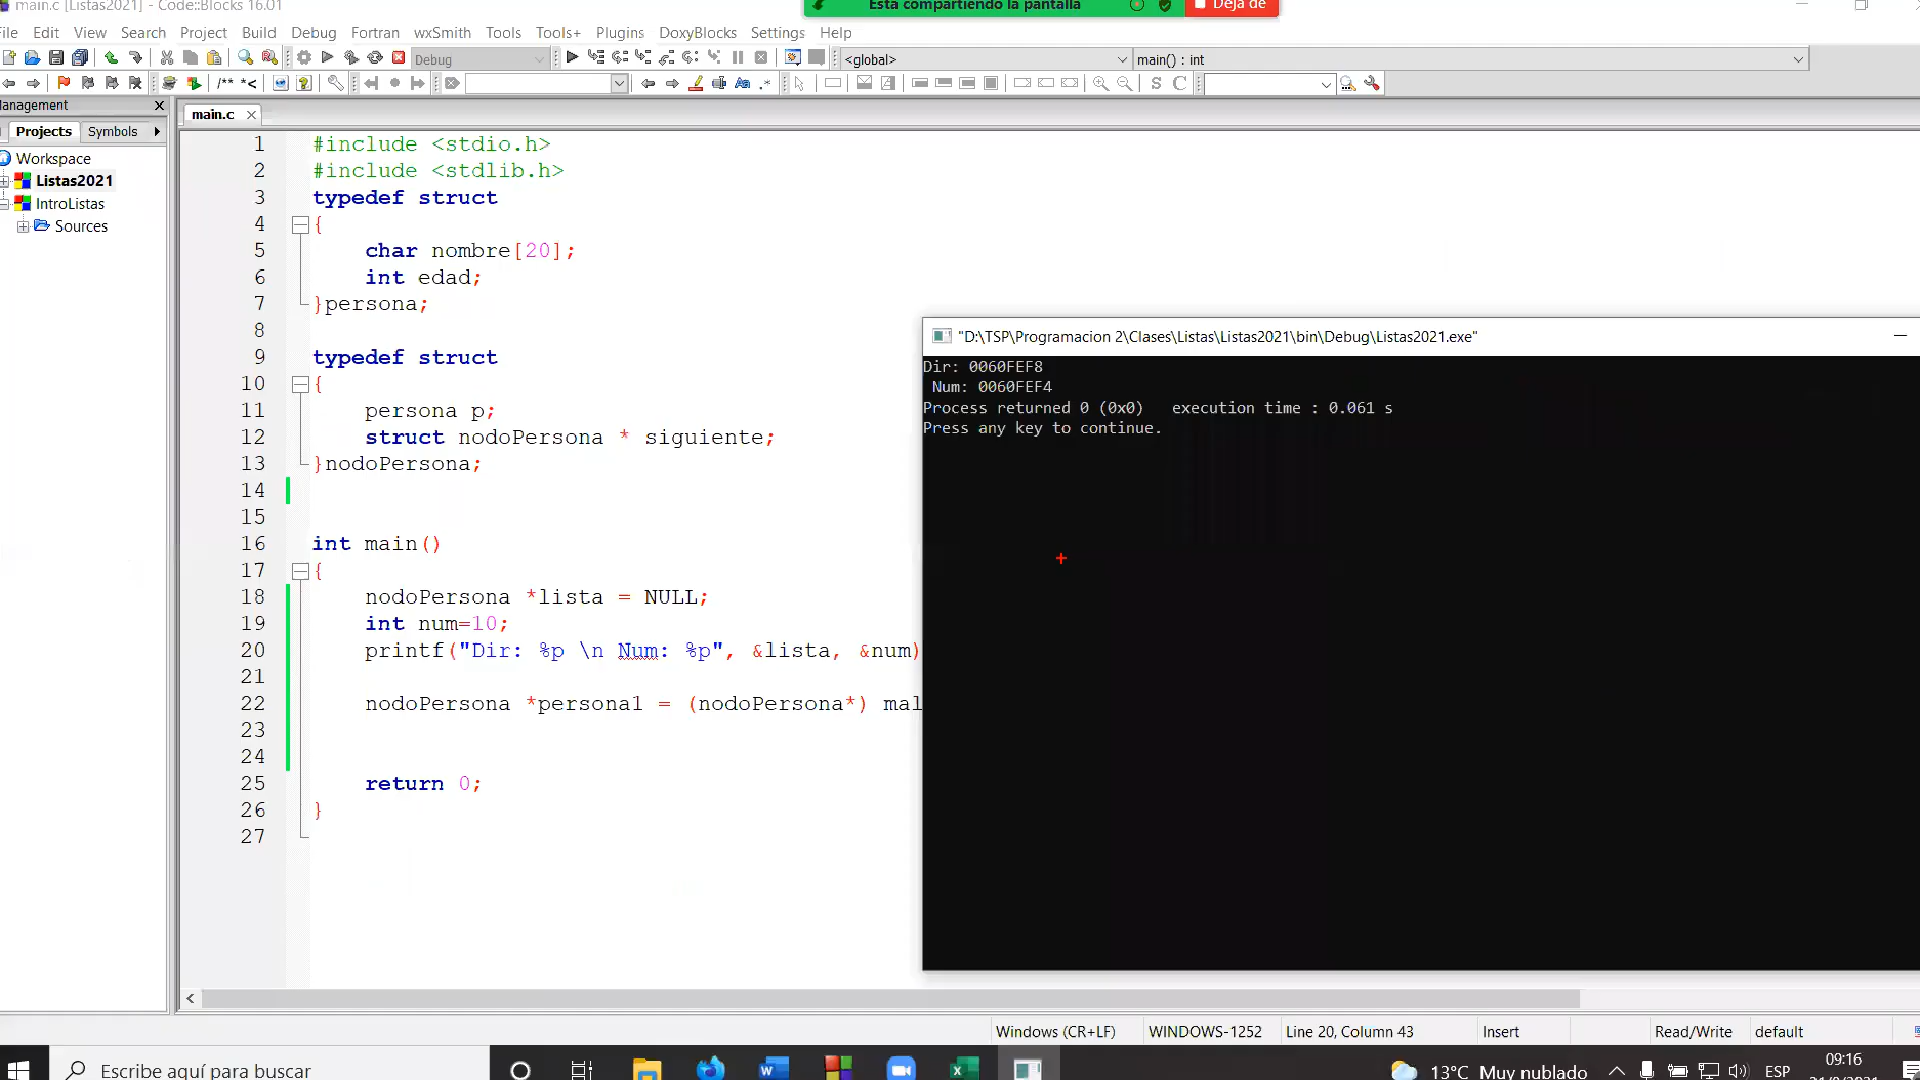 main.c [Listas2021] - Code::Blocks 16.01
Está compartiendo la pantalla
Deja de
File Edit View Search Project Build Debug Fortran wxSmith Tools Tools+ Plugins DoxyBlocks Settings Help
Debug
<global>
main() : int
/** *<
S C
Management
main.c
Projects Symbols
Workspace
Listas2021
IntroListas
Sources
1 #include <stdio.h>
2 #include <stdlib.h>
3 typedef struct
4 {
5 char nombre[20];
6 int edad;
7 }persona;
8
9 typedef struct
10 {
11 persona p;
12 struct nodoPersona * siguiente;
13 }nodoPersona;
14
15
16 int main()
17 {
18 nodoPersona *lista = NULL;
19 int num=10;
20 printf("Dir: %p \n Num: %p", &lista, &num)
21
22 nodoPersona *persona1 = (nodoPersona*) mal
23
24
25 return 0;
26 }
27
"D:\TSP\Programacion 2\Clases\Listas\Listas2021\bin\Debug\Listas2021.exe"
Dir: 0060FEF8
Num: 0060FEF4
Process returned 0 (0x0) execution time : 0.061 s
Press any key to continue.
Windows (CR+LF) WINDOWS-1252 Line 20, Column 43 Insert Read/Write default
Escribe aquí para buscar
13°C Muy nublado
ESP
09:16